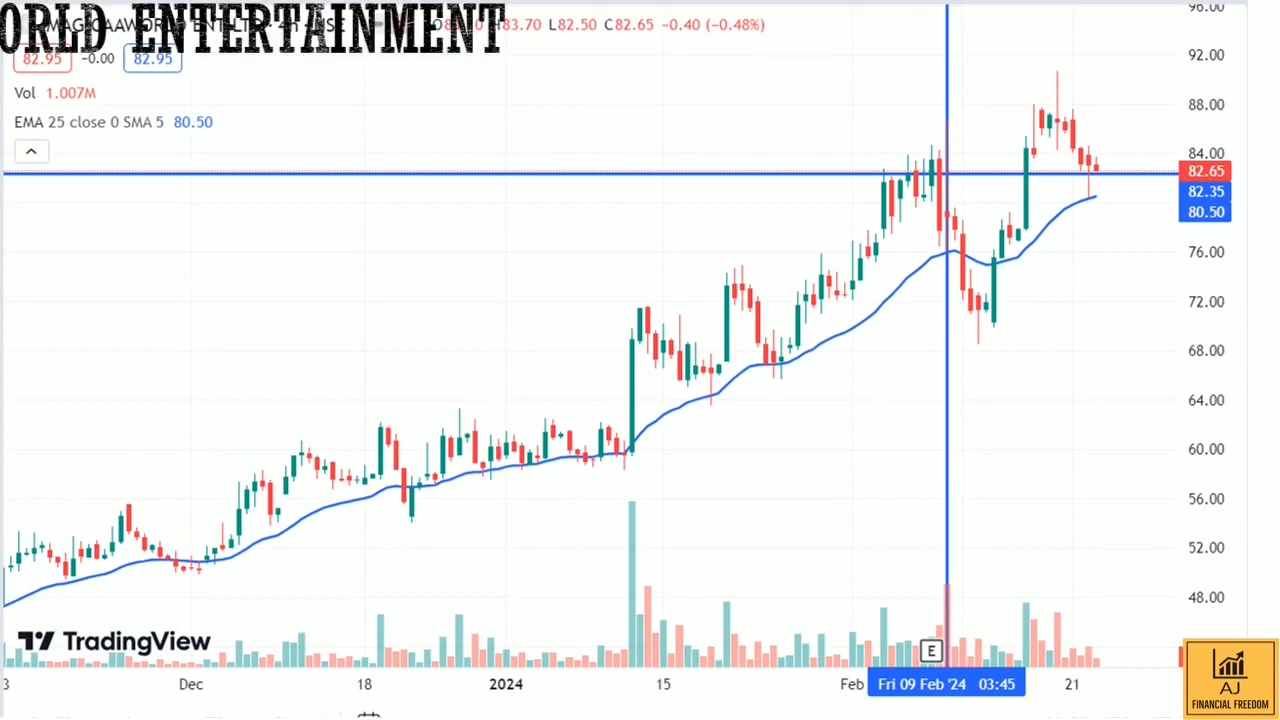 ORLD ENTERTAINMENT
H83.70 L82.50 C82.65 −0.40 (−0.48%)
82.95 −0.00 82.95
Vol 1.007M
EMA 25 close 0 SMA 5 80.50
96.00
92.00
88.00
84.00
82.65
82.35
80.50
76.00
72.00
68.00
64.00
60.00
56.00
52.00
48.00
E
TradingView
3 Dec 18 2024 15 Feb Fri 09 Feb '24 03:45 21
AJ
FINANCIAL FREEDOM